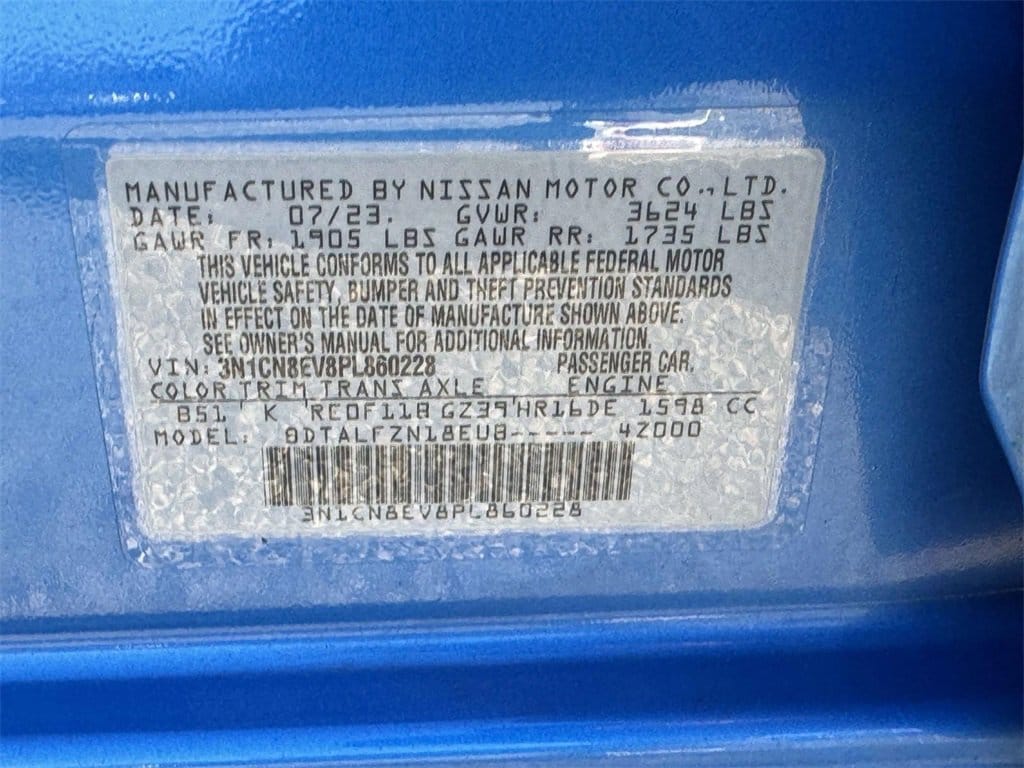 MANUFACTURED BY NISSAN MOTOR CO., LTD.
DATE: 07/23. GVWR: 3624 LBS
GAWR FR: 1905 LBS GAWR RR: 1735 LBS
THIS VEHICLE CONFORMS TO ALL APPLICABLE FEDERAL MOTOR
VEHICLE SAFETY, BUMPER AND THEFT PREVENTION STANDARDS
IN EFFECT ON THE DATE OF MANUFACTURE SHOWN ABOVE.
SEE OWNER'S MANUAL FOR ADDITIONAL INFORMATION.
VIN: 3N1CN8EV8PL860228 PASSENGER CAR.
COLOR TRIM TRANS AXLE ENGINE
B51 K RE0F11B GZ39 HR16DE 1598 CC
MODEL: BDTALFZN18EUB----- 42000
3N1CN8EV8PL860228